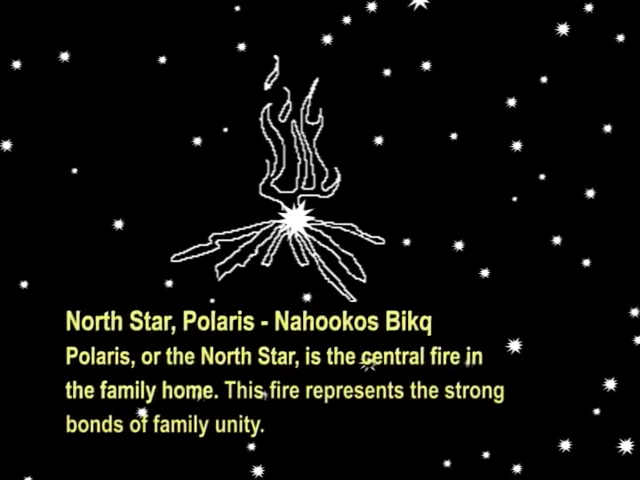 North Star, Polaris - Nahookos Bikq
Polaris, or the North Star, is the central fire in
the family home. This fire represents the strong
bonds of family unity.